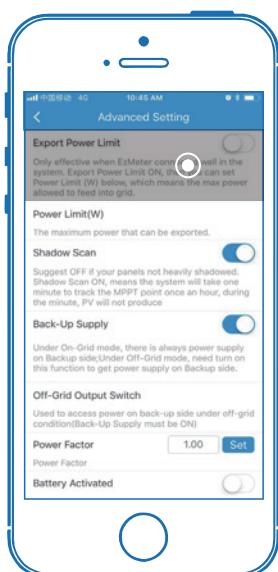 中国移动 4G 10:45 AM
Advanced Setting
Export Power Limit
Only effective when EzMeter well in the
system. Export Power Limit ON, can set
Power Limit (W) below, which means the max power
allowed to feed into grid.
Power Limit(W)
The maximum power that can be exported.
Shadow Scan
Suggest OFF if your panels not heavily shadowed.
Shadow Scan ON, means the system will take one
minute to track the MPPT point once an hour, during
the minute, PV will not produce
Back-Up Supply
Under On-Grid mode, there is always power supply
on Backup side;Under Off-Grid mode, need turn on
this function to get power supply on Backup side.
Off-Grid Output Switch
Used to access power on back-up side under off-grid
condition(Back-Up Supply must be ON)
Power Factor 1.00 Set
Power Factor
Battery Activated